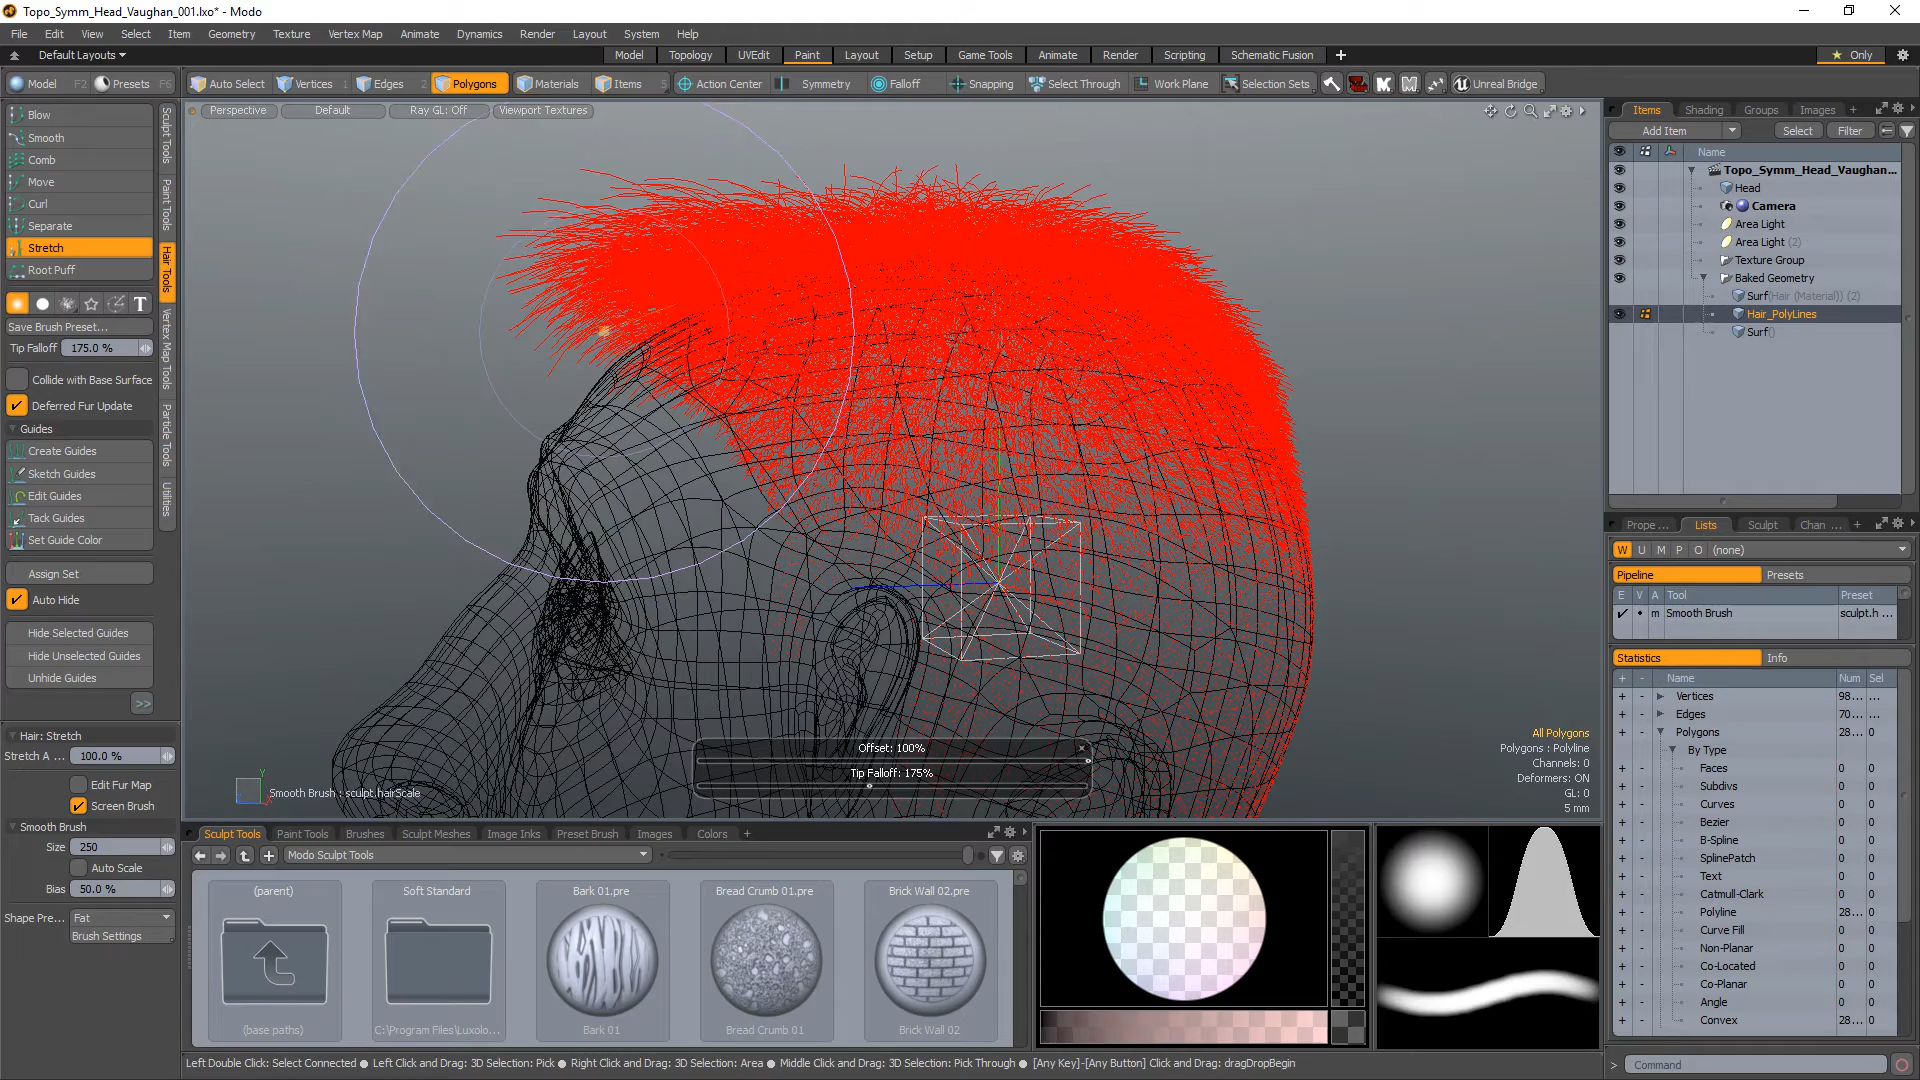 Topo_Symm_Head_Vaughan_001.lxo* - Modo
File Edit View Select Item Geometry Texture Vertex Map Animate Dynamics Render Layout System Help
Default Layouts Model Topology UVEdit Paint Layout Setup Game Tools Animate Render Scripting Schematic Fusion Only
Model F2 Presets F6 Auto Select Vertices 1 Edges 2 Polygons Materials Items 5 Action Center Symmetry Falloff Snapping Select Through Work Plane Selection Sets Unreal Bridge
Perspective Default Ray GL: Off Viewport Textures
Blow
Smooth
Comb
Move
Curl
Separate
Stretch
Root Puff
T
Save Brush Preset...
Tip Falloff 175.0 %
Collide with Base Surface
Deferred Fur Update
Guides
Create Guides
Sketch Guides
Edit Guides
Tack Guides
Set Guide Color
Assign Set
Auto Hide
Hide Selected Guides
Hide Unselected Guides
Unhide Guides
>>
Hair: Stretch
Stretch A ... 100.0 %
Edit Fur Map
Screen Brush
Smooth Brush
Size 250
Auto Scale
Bias 50.0 %
Shape Pre... Fat
Brush Settings
Sculpt Tools
Paint Tools
Hair Tools
Vertex Map Tools
Particle Tools
Utilities
Offset: 100%
Tip Falloff: 175%
Smooth Brush : sculpt.hairScale
All Polygons
Polygons : Polyline
Channels: 0
Deformers: ON
GL: 0
5 mm
Sculpt Tools Paint Tools Brushes Sculpt Meshes Image Inks Preset Brush Images Colors +
Modo Sculpt Tools
(parent) Soft Standard Bark 01.pre Bread Crumb 01.pre Brick Wall 02.pre
(base paths) C:\Program Files\Luxolo... Bark 01 Bread Crumb 01 Brick Wall 02
Left Double Click: Select Connected ● Left Click and Drag: 3D Selection: Pick ● Right Click and Drag: 3D Selection: Area ● Middle Click and Drag: 3D Selection: Pick Through ● [Any Key]-[Any Button] Click and Drag: dragDropBegin
Items Shading Groups Images +
Add Item Select Filter
Name
Topo_Symm_Head_Vaughan...
Head
Camera
Area Light
Area Light (2)
Texture Group
Baked Geometry
Surf(Hair (Material)) (2)
Hair_PolyLines
Surf()
Prope ... Lists Sculpt Chan ... +
W U M P O (none)
Pipeline Presets
E V A Tool Preset
m Smooth Brush sculpt.h ...
Statistics Info
+ - Name Num Sel
+ - Vertices 98... ...
+ - Edges 70... ...
+ - Polygons 28... 0
By Type
+ - Faces 0 0
+ - Subdivs 0 0
+ - Curves 0 0
+ - Bezier 0 0
+ - B-Spline 0 0
+ - SplinePatch 0 0
+ - Text 0 0
+ - Catmull-Clark 0 0
+ - Polyline 28... 0
+ - Curve Fill 0 0
+ - Non-Planar 0 0
+ - Co-Located 0 0
+ - Co-Planar 0 0
+ - Angle 0 0
+ - Convex 28... 0
> Command